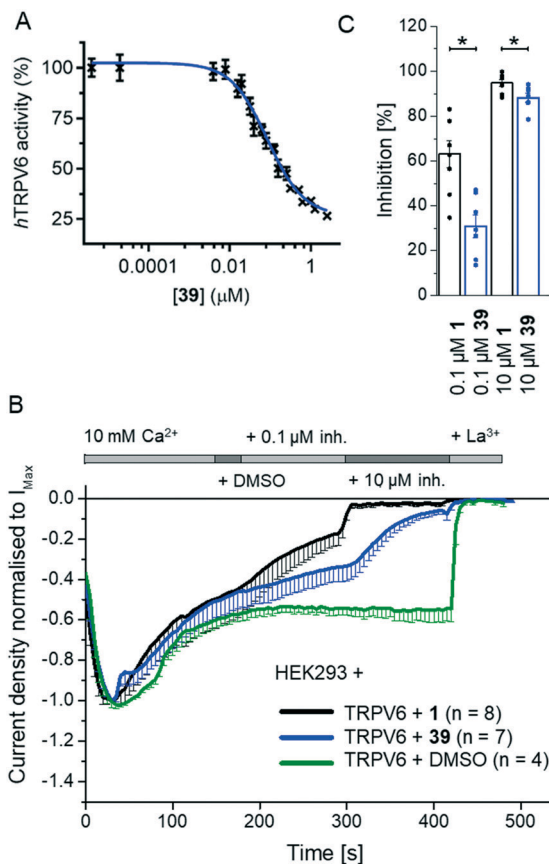 A
hTRPV6 activity (%)
100
75
50
25
0.0001
0.01
1
[39] (μM)
C
Inhibition [%]
100
80
60
40
20
0
*
*
0.1 μM 1
0.1 μM 39
10 μM 1
10 μM 39
B
10 mM Ca2+
+ 0.1 μM inh.
+ La3+
+ DMSO
+ 10 μM inh.
Current density normalised to IMax
0.0
-0.2
-0.4
-0.6
-0.8
-1.0
-1.2
-1.4
HEK293 +
TRPV6 + 1 (n = 8)
TRPV6 + 39 (n = 7)
TRPV6 + DMSO (n = 4)
0
100
200
300
400
500
Time [s]